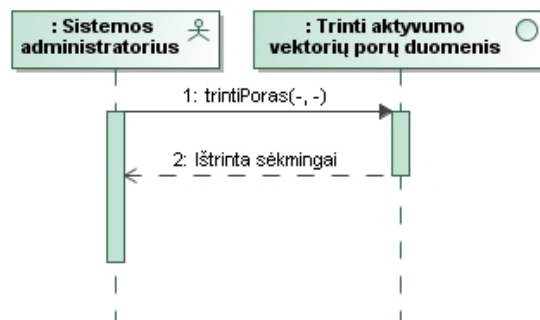 : Sistemos
administratorius
: Trinti aktyvumo
vektorių porų duomenis
1: trintiPoras(-, -)
2: Ištrinta sėkmingai